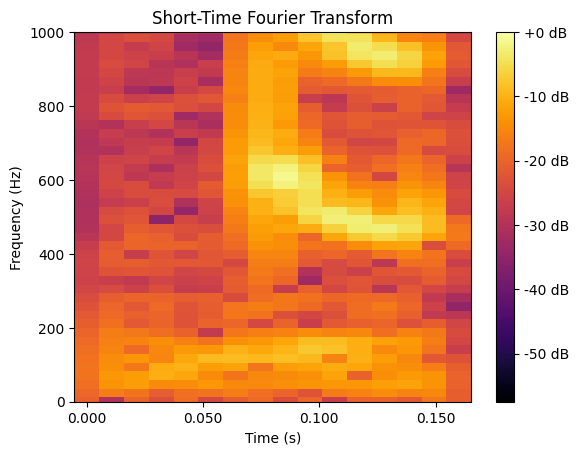 Short-Time Fourier Transform
Frequency (Hz)
1000
800
600
400
200
0
0.000
0.050
0.100
0.150
Time (s)
+0 dB
-10 dB
-20 dB
-30 dB
-40 dB
-50 dB